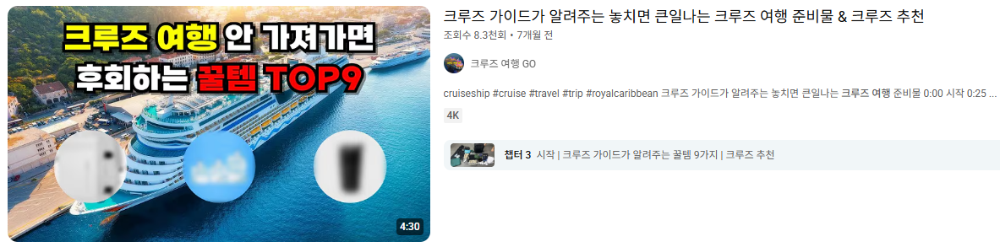 크루즈 여행 안 가져가면
후회하는 꿀템 TOP9
4:30
크루즈 가이드가 알려주는 놓치면 큰일나는 크루즈 여행 준비물 & 크루즈 추천
조회수 8.3천회 • 7개월 전
크루즈 여행 GO
cruiseship #cruise #travel #trip #royalcaribbean 크루즈 가이드가 알려주는 놓치면 큰일나는 크루즈 여행 준비물 0:00 시작 0:25 ...
4K
챕터 3 시작 | 크루즈 가이드가 알려주는 꿀템 9가지 | 크루즈 추천